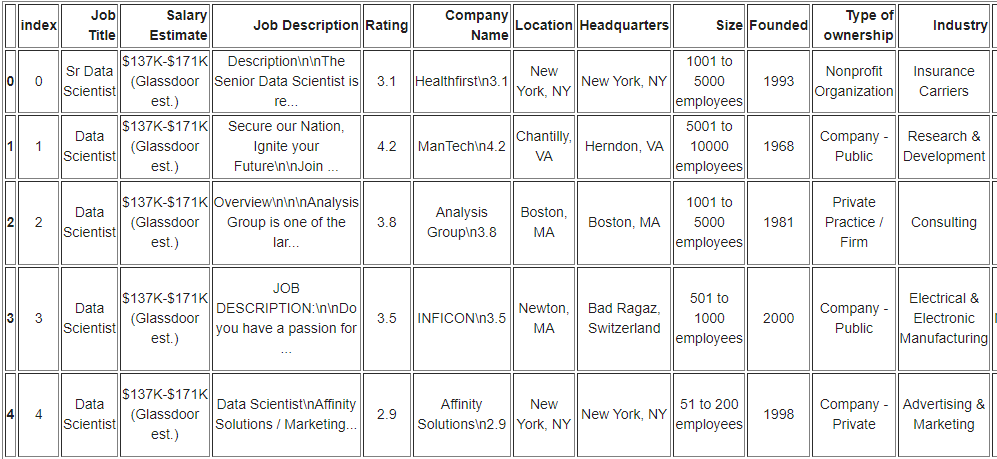 index Job Title Salary Estimate Job Description Rating Company Name Location Headquarters Size Founded Type of ownership Industry
0 0 Sr Data Scientist $137K-$171K (Glassdoor est.) Description\n\nThe Senior Data Scientist is re... 3.1 Healthfirst\n3.1 New York, NY New York, NY 1001 to 5000 employees 1993 Nonprofit Organization Insurance Carriers
1 1 Data Scientist $137K-$171K (Glassdoor est.) Secure our Nation, Ignite your Future\n\nJoin ... 4.2 ManTech\n4.2 Chantilly, VA Herndon, VA 5001 to 10000 employees 1968 Company - Public Research & Development
2 2 Data Scientist $137K-$171K (Glassdoor est.) Overview\n\n\nAnalysis Group is one of the lar... 3.8 Analysis Group\n3.8 Boston, MA Boston, MA 1001 to 5000 employees 1981 Private Practice / Firm Consulting
3 3 Data Scientist $137K-$171K (Glassdoor est.) JOB DESCRIPTION:\n\nDo you have a passion for ... 3.5 INFICON\n3.5 Newton, MA Bad Ragaz, Switzerland 501 to 1000 employees 2000 Company - Public Electrical & Electronic Manufacturing
4 4 Data Scientist $137K-$171K (Glassdoor est.) Data Scientist\nAffinity Solutions / Marketing... 2.9 Affinity Solutions\n2.9 New York, NY New York, NY 51 to 200 employees 1998 Company - Private Advertising & Marketing